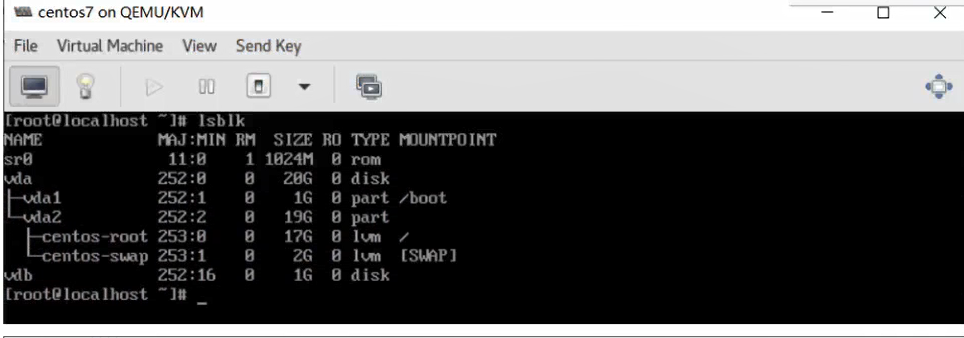 centos7 on QEMU/KVM
File Virtual Machine View Send Key
[root@localhost ~]# lsblk
NAME MAJ:MIN RM SIZE RO TYPE MOUNTPOINT
sr0 11:0 1 1024M 0 rom
vda 252:0 0 20G 0 disk
├─vda1 252:1 0 1G 0 part /boot
└─vda2 252:2 0 19G 0 part
  ├─centos-root 253:0 0 17G 0 lvm /
  └─centos-swap 253:1 0 2G 0 lvm [SWAP]
vdb 252:16 0 1G 0 disk
[root@localhost ~]# _